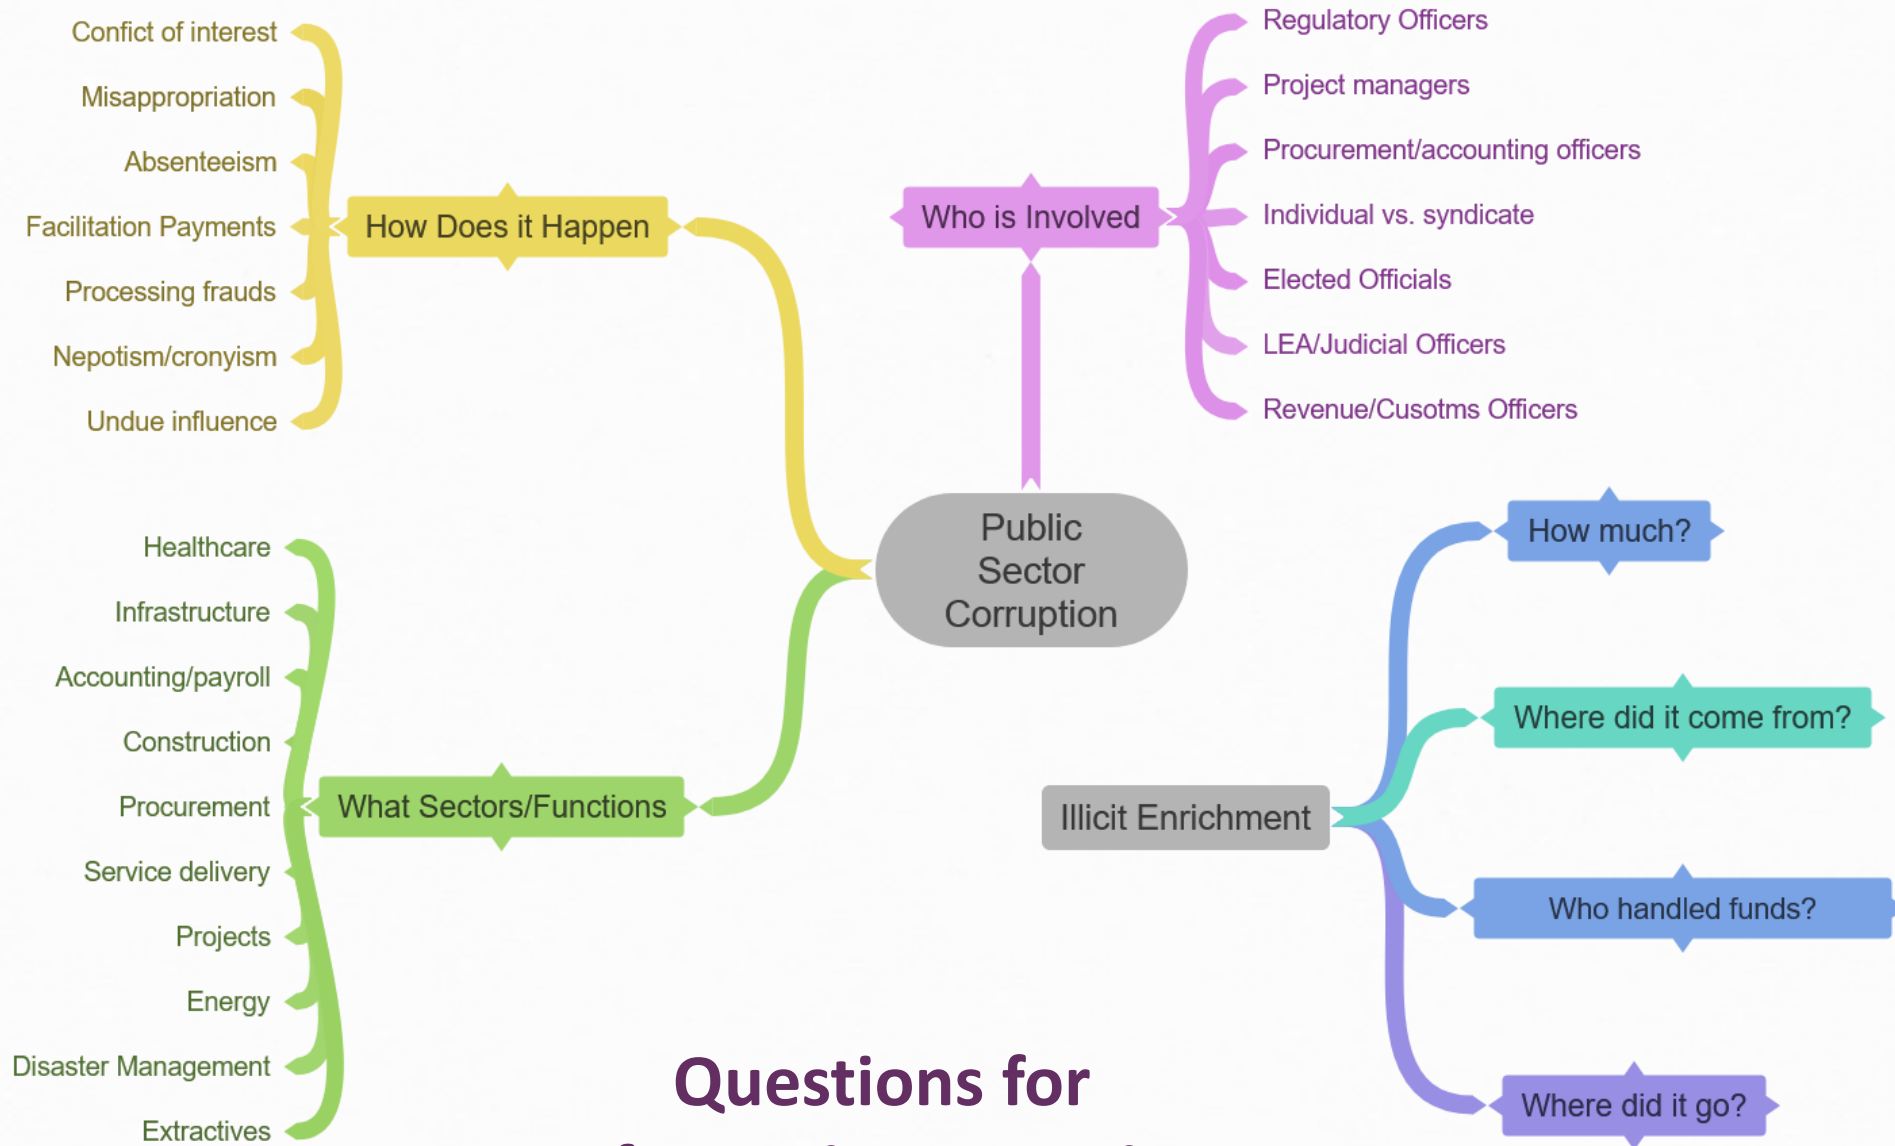 Confict of interest
Misappropriation
Absenteeism
Facilitation Payments
Processing frauds
Nepotism/cronyism
Undue influence
How Does it Happen
Who is Involved
Regulatory Officers
Project managers
Procurement/accounting officers
Individual vs. syndicate
Elected Officials
LEA/Judicial Officers
Revenue/Cusotms Officers
Public
Sector
Corruption
Healthcare
Infrastructure
Accounting/payroll
Construction
Procurement
Service delivery
Projects
Energy
Disaster Management
Extractives
What Sectors/Functions
Illicit Enrichment
How much?
Where did it come from?
Who handled funds?
Where did it go?
Questions for